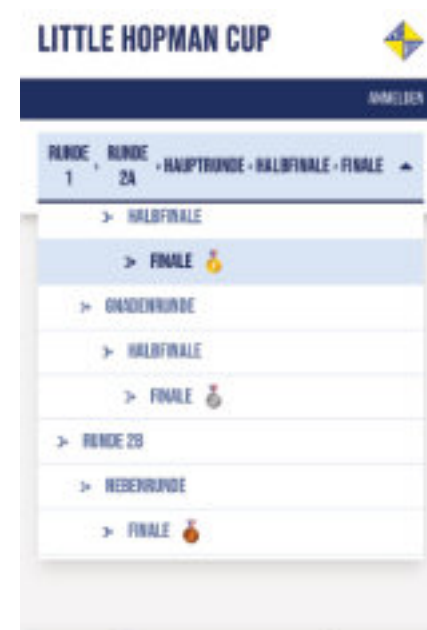 LITTLE HOPMAN CUP
ANMELDEN
RUNDE 1 › RUNDE 2A › HAUPTRUNDE › HALBFINALE › FINALE
HALBFINALE
FINALE
GNADENRUNDE
HALBFINALE
FINALE
RUNDE 2B
NEBENRUNDE
FINALE